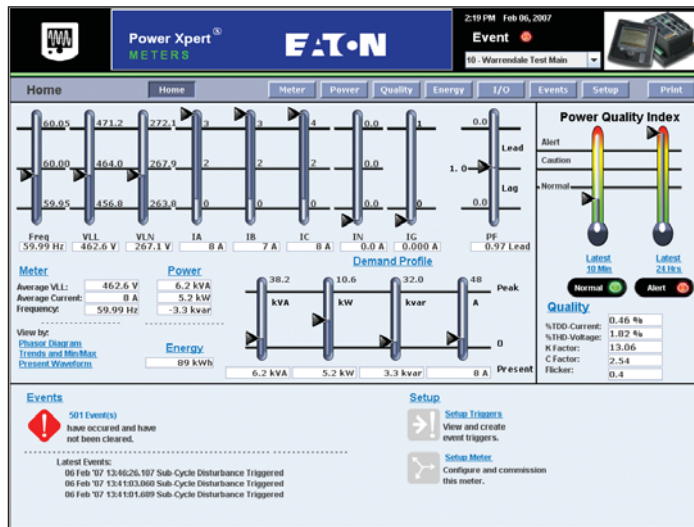 2:19 PM Feb 06, 2007
Power Xpert®
METERS
EATON
Event
10 - Warrendale Test Main
Home
Home Meter Power Quality Energy I/O Events Setup Print
60.05 471.2 272.1 3 3 4 0.0 1 0.0
Lead
60.00 464.0 267.9 2 2 2 1.0
Lag
59.95 456.8 263.8 0 0 0 0.0 0 0.0
Freq VLL VLN IA IB IC IN IG PF
59.99 Hz 462.6 V 267.1 V 8 A 7 A 8 A 0.0 A 0.000 A 0.97 Lead
Power Quality Index
Alert
Caution
Normal
Latest 10 Min
Latest 24 Hrs
Normal Alert
Meter
Average VLL: 462.6 V
Average Current: 8 A
Frequency: 59.99 Hz
View by:
Phasor Diagram
Trends and Min/Max
Present Waveform
Power
6.2 kVA
5.2 kW
-3.3 kvar
Energy
89 kWh
Demand Profile
38.2 10.6 32.0 48 Peak
kVA kW kvar A
0
6.2 kVA 5.2 kW 3.3 kvar 8 A Present
Quality
%TDD-Current: 0.46 %
%THD-Voltage: 1.82 %
K Factor: 13.06
C Factor: 2.54
Flicker: 0.4
Events
501 Event(s)
have occured and have
not been cleared.
Latest Events:
06 Feb '07 13:46:26.107 Sub-Cycle Disturbance Triggered
06 Feb '07 13:41:03.060 Sub-Cycle Disturbance Triggered
06 Feb '07 13:41:01.689 Sub-Cycle Disturbance Triggered
Setup
Setup Triggers
View and create
event triggers.
Setup Meter
Configure and commission
this meter.